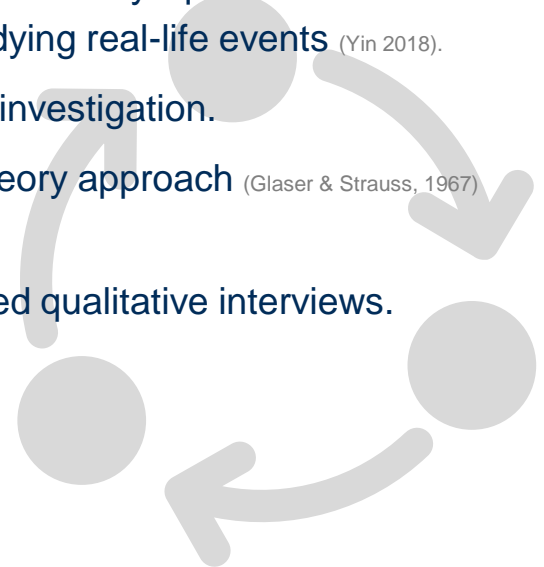 dying real-life events (Yin 2018).
investigation.
eory approach (Glaser & Strauss, 1967)
ed qualitative interviews.